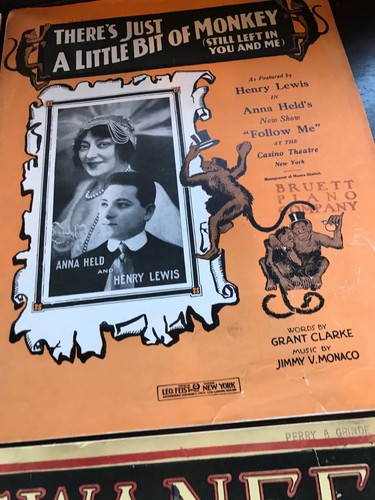 THERE'S JUST
A LITTLE BIT OF MONKEY
(STILL LEFT IN
YOU AND ME)
As Featured by
Henry Lewis
IN
Anna Held's
New Show
"Follow Me"
AT THE
Casino Theatre
New York
BRUETT
PIANO
COMPANY
ANNA HELD
AND
HENRY LEWIS
WORDS BY
GRANT CLARKE
MUSIC BY
JIMMY V. MONACO
LEO. FEIST NEW YORK
PERRY A GRINDE
WANEE